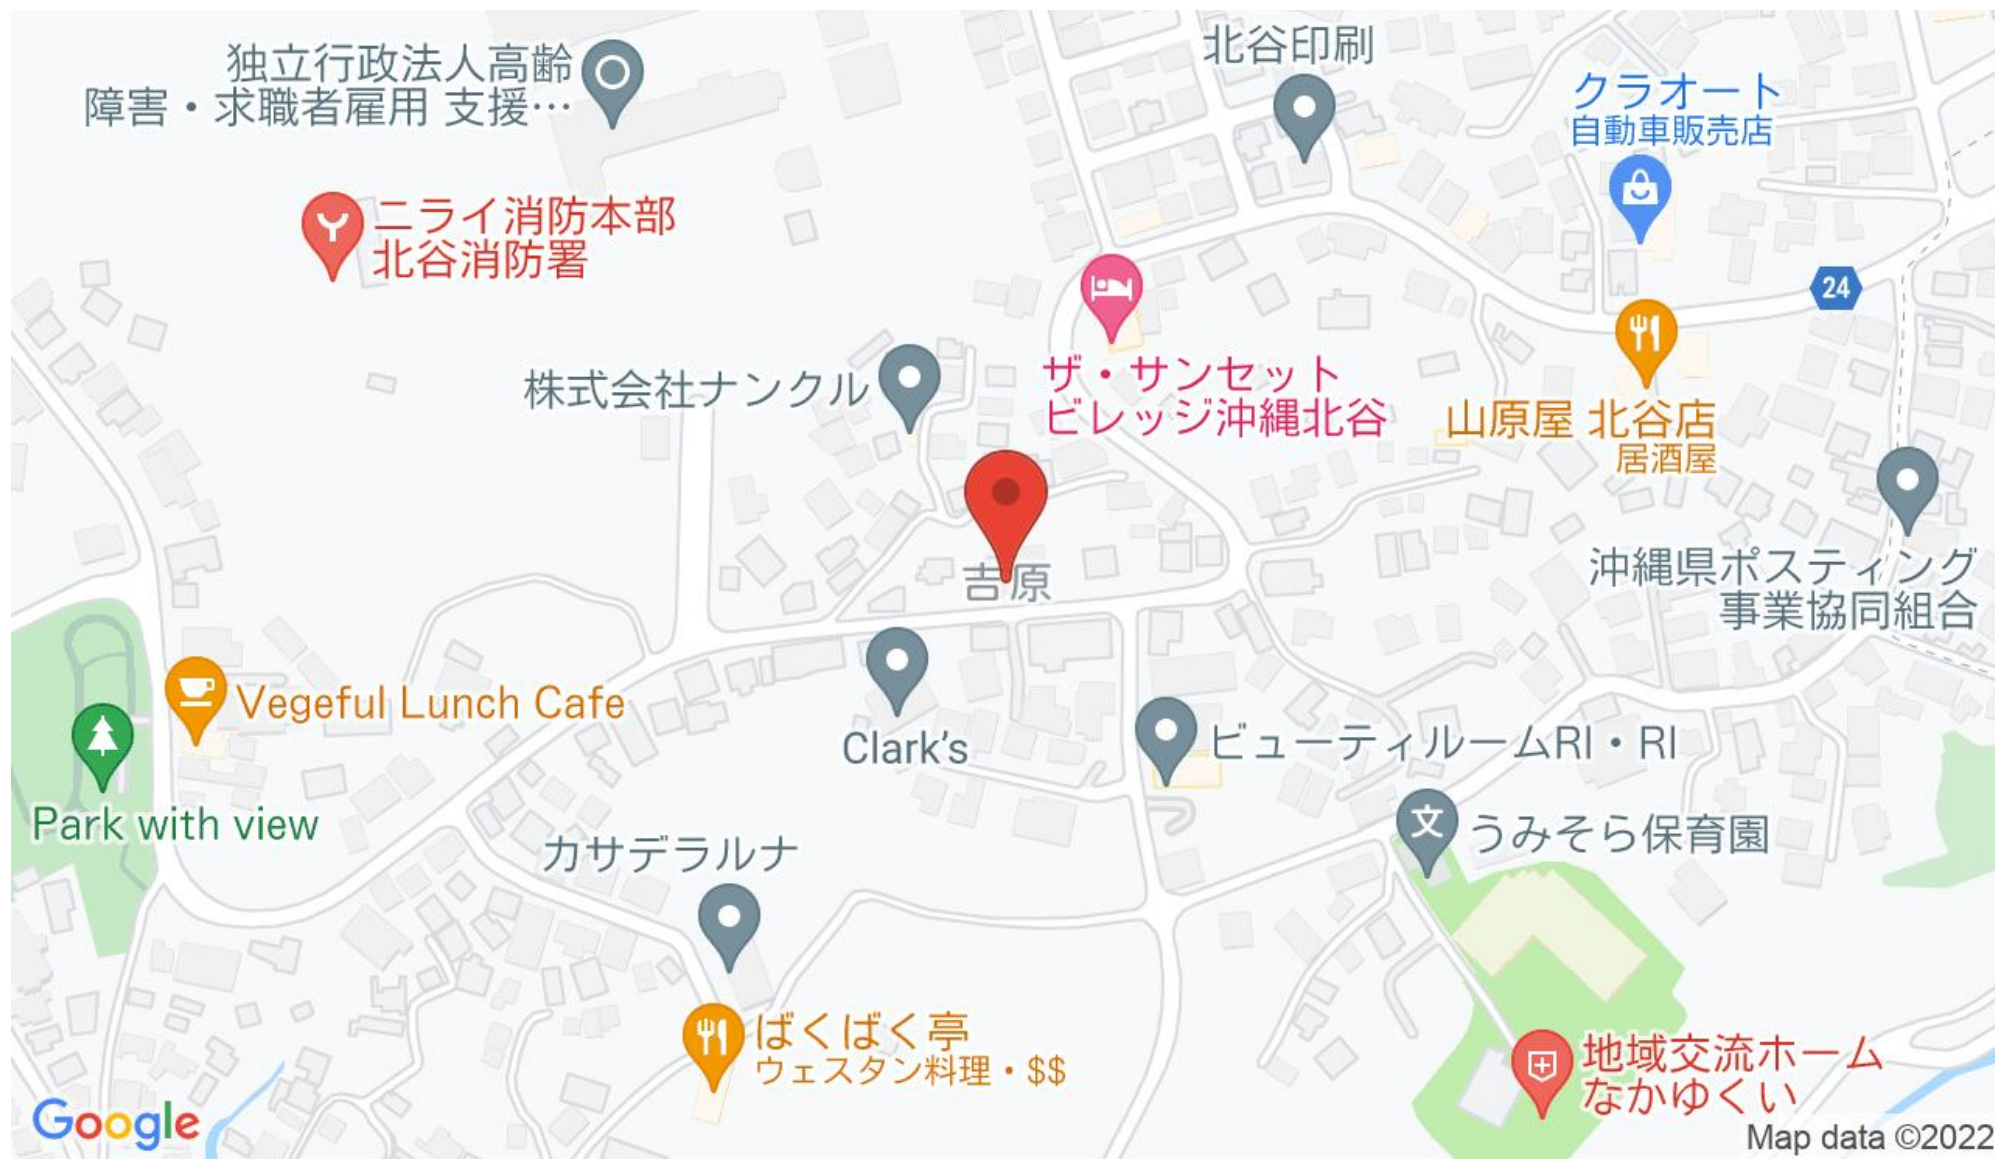 独立行政法人高齢
障害・求職者雇用 支援…
北谷印刷
クラオート
自動車販売店
ニライ消防本部
北谷消防署
24
株式会社ナンクル
ザ・サンセット
ビレッジ沖縄北谷
山原屋 北谷店
居酒屋
吉原
沖縄県ポスティング
事業協同組合
Vegeful Lunch Cafe
Clark's
ビューティルームRI・RI
Park with view
カサデラルナ
文
うみそら保育園
ばくばく亭
ウェスタン料理・$$
地域交流ホーム
なかゆくい
Google
Map data ©2022